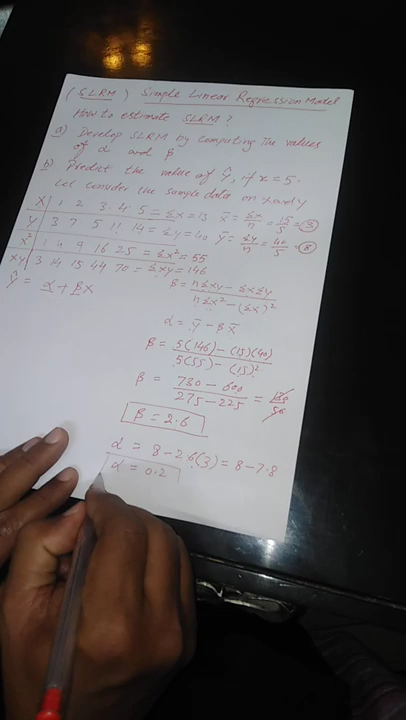 (SLRM) Simple Linear Regression Model
How to estimate SLRM?
a) Develop SLRM by computing the values
of α and β
b) Predict the value of Ŷ, if x = 5.
Let consider the sample data on x and y
X 1 2 3 4 5 = Σx = 15 x̄ = Σx/n = 15/5 = 3
Y 3 7 5 11 14 = Σy = 40 ȳ = Σy/n = 40/5 = 8
X² 1 4 9 16 25 = Σx² = 55
XY 3 14 15 44 70 = Σxy = 146
Ŷ = α + βX
β = nΣxy - ΣxΣy / nΣx² - (Σx)²
α = ȳ - βx̄
β = 5(146) - (15)(40) / 5(55) - (15)²
β = 730 - 600 / 275 - 225 = 130/50
β = 2.6
α = 8 - 2.6(3) = 8 - 7.8
α = 0.2